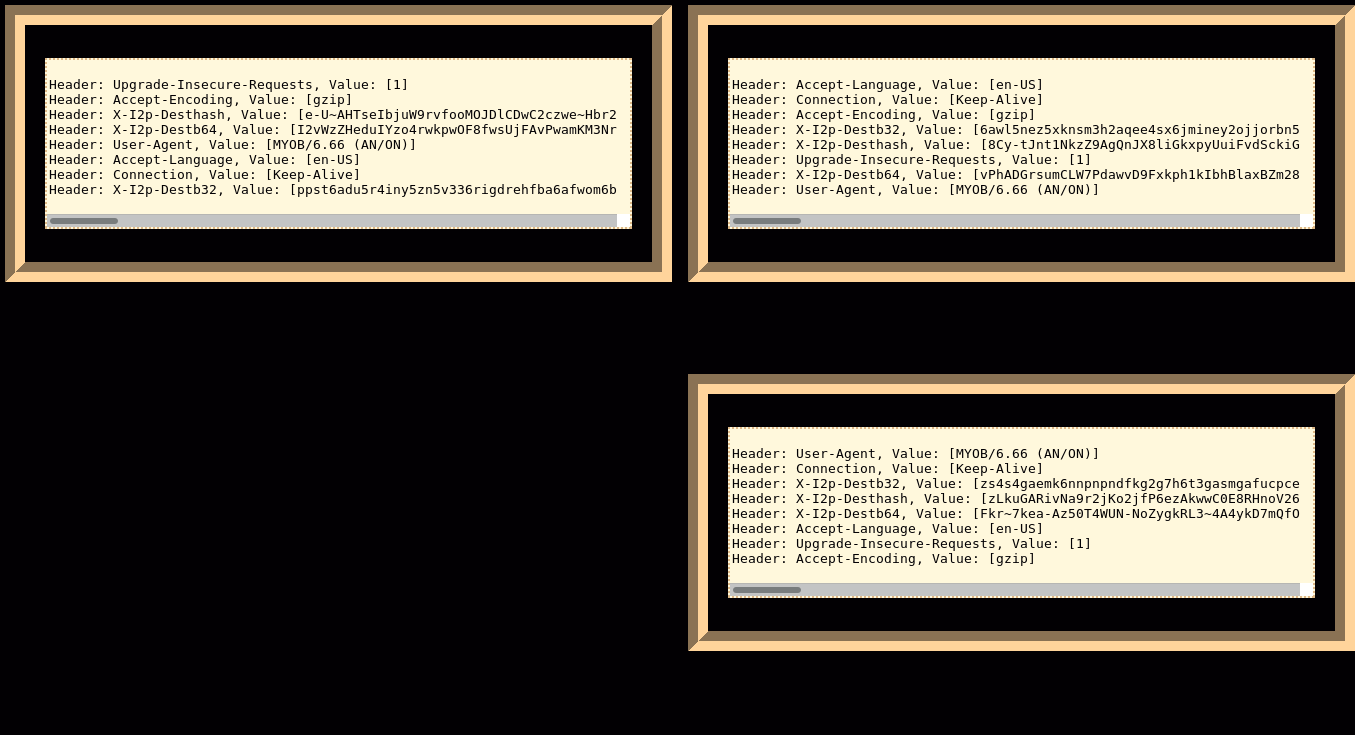 Header: Upgrade-Insecure-Requests, Value: [1]
Header: Accept-Encoding, Value: [gzip]
Header: X-I2p-Desthash, Value: [e-U~AHTseIbjuW9rvfooMOJDlCDwC2czwe~Hbr2
Header: X-I2p-Destb64, Value: [I2vWzZHeduIYzo4rwkpwOF8fwsUjFAvPwamKM3Nr
Header: User-Agent, Value: [MYOB/6.66 (AN/ON)]
Header: Accept-Language, Value: [en-US]
Header: Connection, Value: [Keep-Alive]
Header: X-I2p-Destb32, Value: [ppst6adu5r4iny5zn5v336rigdrehfba6afwom6b
Header: Accept-Language, Value: [en-US]
Header: Connection, Value: [Keep-Alive]
Header: Accept-Encoding, Value: [gzip]
Header: X-I2p-Destb32, Value: [6awl5nez5xknsm3h2aqee4sx6jminey2ojjorbn5
Header: X-I2p-Desthash, Value: [8Cy-tJnt1NkzZ9AgQnJX8liGkxpyUuiFvdSckiG
Header: Upgrade-Insecure-Requests, Value: [1]
Header: X-I2p-Destb64, Value: [vPhADGrsumCLW7PdawvD9Fxkph1kIbhBlaxBZm28
Header: User-Agent, Value: [MYOB/6.66 (AN/ON)]
Header: User-Agent, Value: [MYOB/6.66 (AN/ON)]
Header: Connection, Value: [Keep-Alive]
Header: X-I2p-Destb32, Value: [zs4s4gaemk6nnpnpndfkg2g7h6t3gasmgafucpce
Header: X-I2p-Desthash, Value: [zLkuGARivNa9r2jKo2jfP6ezAkwwC0E8RHnoV26
Header: X-I2p-Destb64, Value: [Fkr~7kea-Az50T4WUN-NoZygkRL3~4A4ykD7mQfO
Header: Accept-Language, Value: [en-US]
Header: Upgrade-Insecure-Requests, Value: [1]
Header: Accept-Encoding, Value: [gzip]